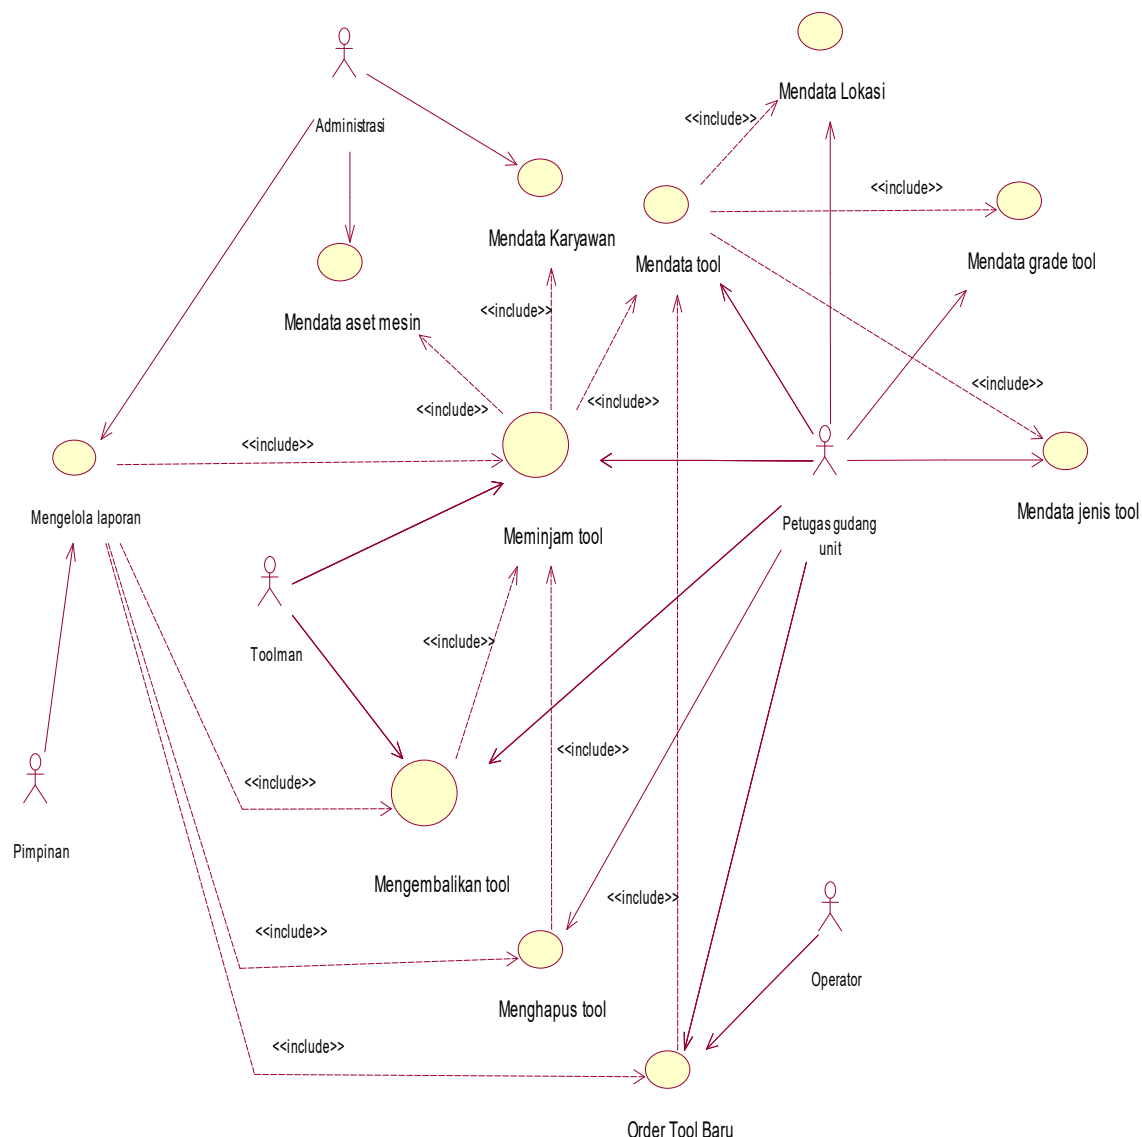 Mendata Lokasi
<<include>>
Administrasi
<<include>>
Mendata Karyawan
Mendata tool
Mendata grade tool
<<include>>
Mendata aset mesin
<<include>>
<<include>>
<<include>>
<<include>>
Mendata jenis tool
Mengelola laporan
Petugas gudang
unit
Meminjam tool
<<include>>
Toolman
<<include>>
<<include>>
Pimpinan
Mengembalikan tool
<<include>>
<<include>>
Operator
Menghapus tool
<<include>>
Order Tool Baru